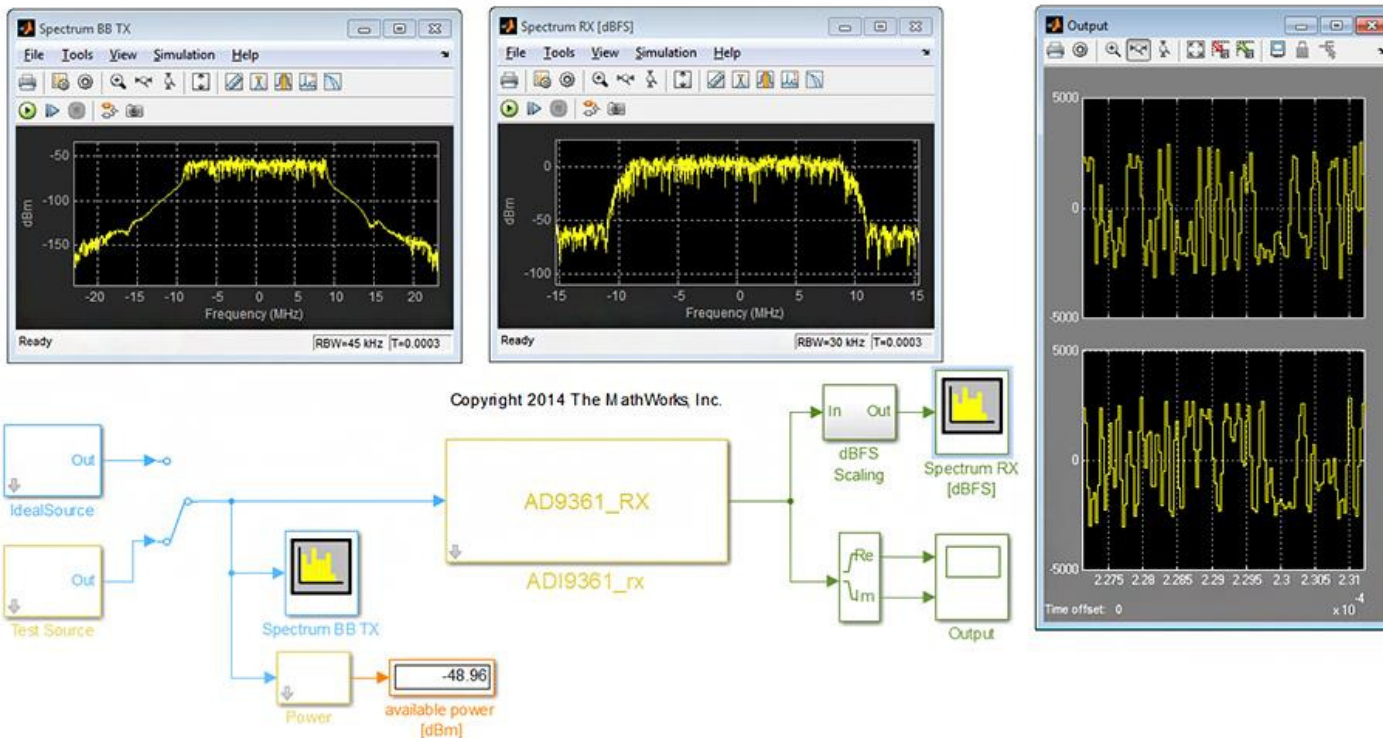 Spectrum BB TX
File Tools View Simulation Help
-50
-100
-150
dBm
-20 -15 -10 -5 0 5 10 15 20
Frequency (MHz)
Ready
RBW=45 kHz T=0.0003
Spectrum RX [dBFS]
File Tools View Simulation Help
0
-50
-100
dBm
-15 -10 -5 0 5 10 15
Frequency (MHz)
Ready
RBW=30 kHz T=0.0003
Output
5000
0
-5000
5000
0
-5000
2.275 2.28 2.285 2.29 2.295 2.3 2.305 2.31
-4
Time offset: 0
x 10
Copyright 2014 The MathWorks, Inc.
Out
IdealSource
Out
Test Source
Spectrum BB TX
Power
-48.96
available power
[dBm]
AD9361_RX
ADI9361_rx
In Out
dBFS
Scaling
Spectrum RX
[dBFS]
Re
Im
Output